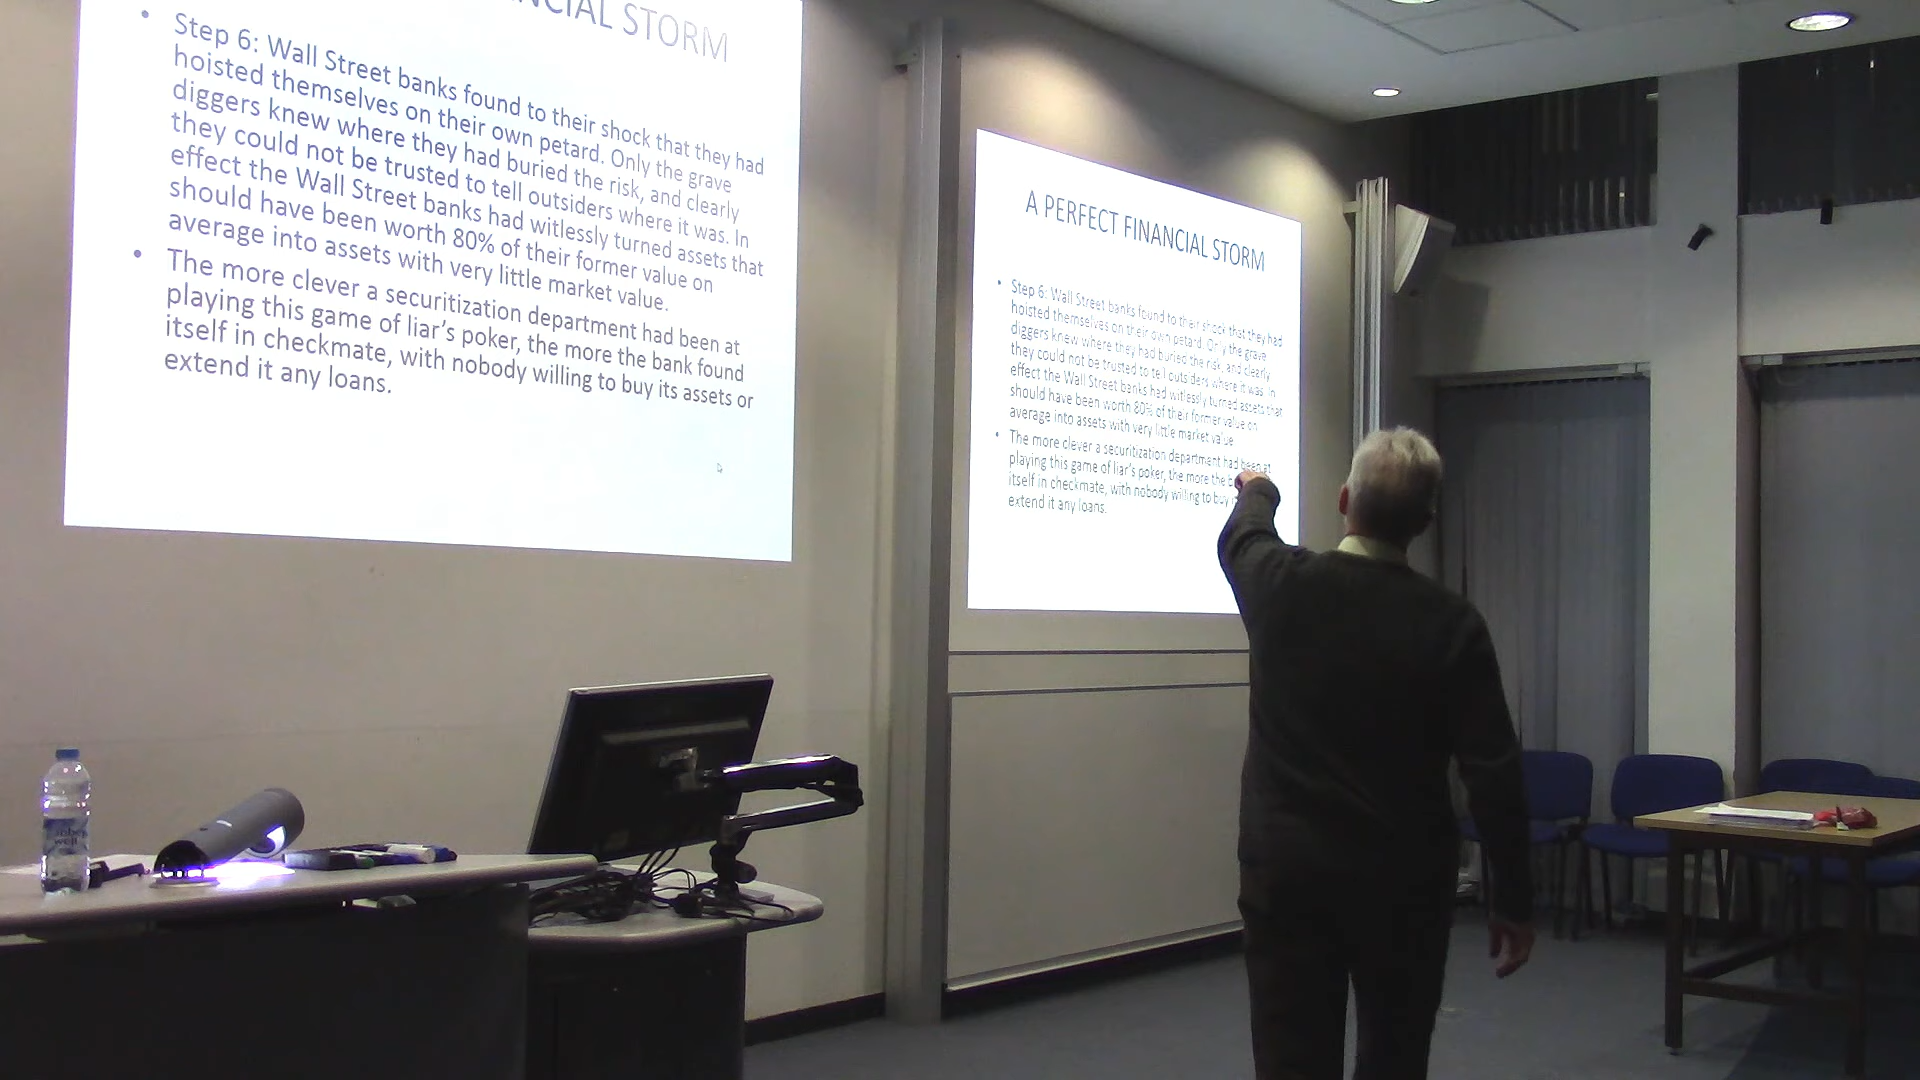 NCIAL STORM
• Step 6: Wall Street banks found to their shock that they had
hoisted themselves on their own petard. Only the grave
diggers knew where they had buried the risk, and clearly
they could not be trusted to tell outsiders where it was. In
effect the Wall Street banks had witlessly turned assets that
should have been worth 80% of their former value on
average into assets with very little market value.
• The more clever a securitization department had been at
playing this game of liar's poker, the more the bank found
itself in checkmate, with nobody willing to buy its assets or
extend it any loans.
A PERFECT FINANCIAL STORM
• Step 6: Wall Street banks found to their shock that they had
hoisted themselves on their own petard. Only the grave
diggers knew where they had buried the risk, and clearly
they could not be trusted to tell outsiders where it was. In
effect the Wall Street banks had witlessly turned assets that
should have been worth 80% of their former value on
average into assets with very little market value
• The more clever a securitization department had been at
playing this game of liar's poker, the more the b
itself in checkmate, with nobody willing to buy
extend it any loans.
well